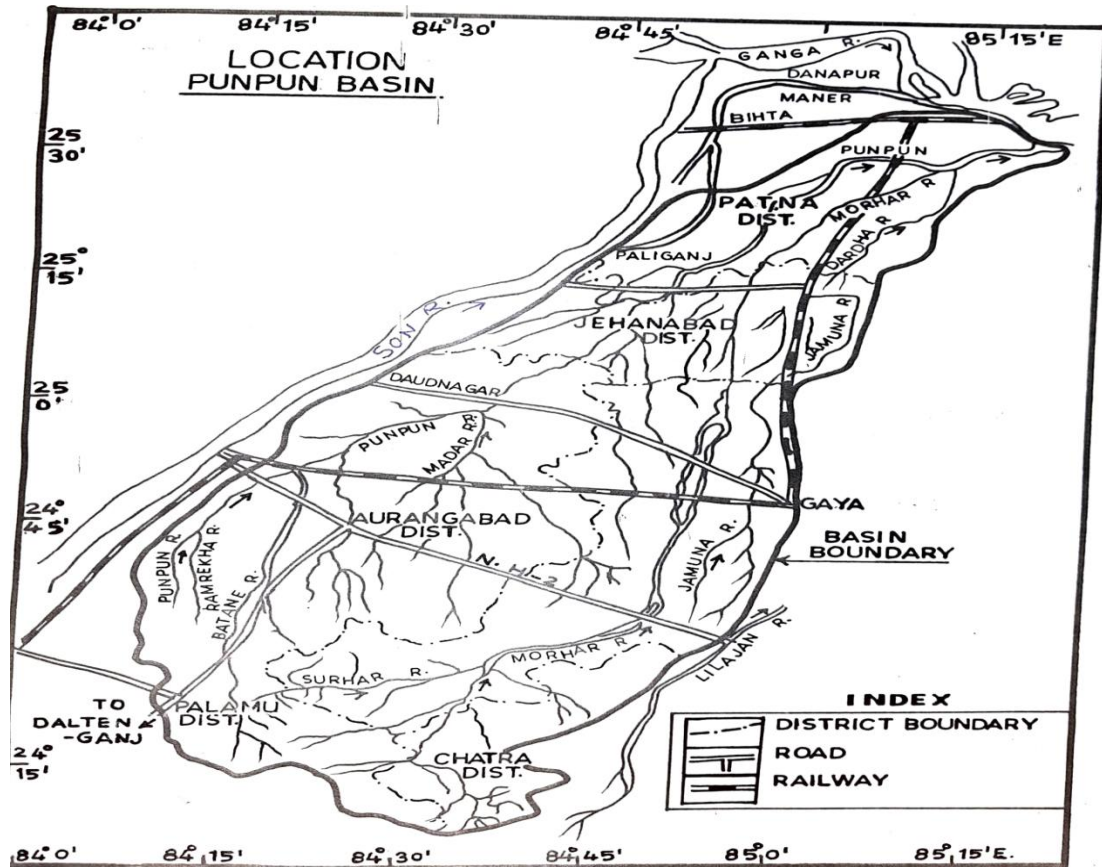 84° 0'
84° 15'
84° 30'
84° 45'
85° 15' E
LOCATION
PUNPUN BASIN
GANGA R.
DANAPUR
MANER
BIHTA
25
30'
PUNPUN
PATNA
DIST.
MORHAR R
DARDHA R
PALIGANJ
25°
15'
SON R.
JEHANABAD
DIST.
JAMUNA R
DAUDNAGAR
25
0'
PUNPUN
MADAR R.
GAYA
24°
45'
AURANGABAD
DIST.
BASIN
BOUNDARY
N. H-2
JAMUNA R.
PUNPUN R.
RAMREKHA R.
BATANE R.
MORHAR R
LILAJAN R.
SURHAR R.
TO
DALTEN
-GANJ
PALAMU
DIST.
CHATRA
DIST.
24°
15'
INDEX
DISTRICT BOUNDARY
ROAD
RAILWAY
84° 0'
84° 15'
84° 30'
84° 45'
85° 0'
85° 15' E.